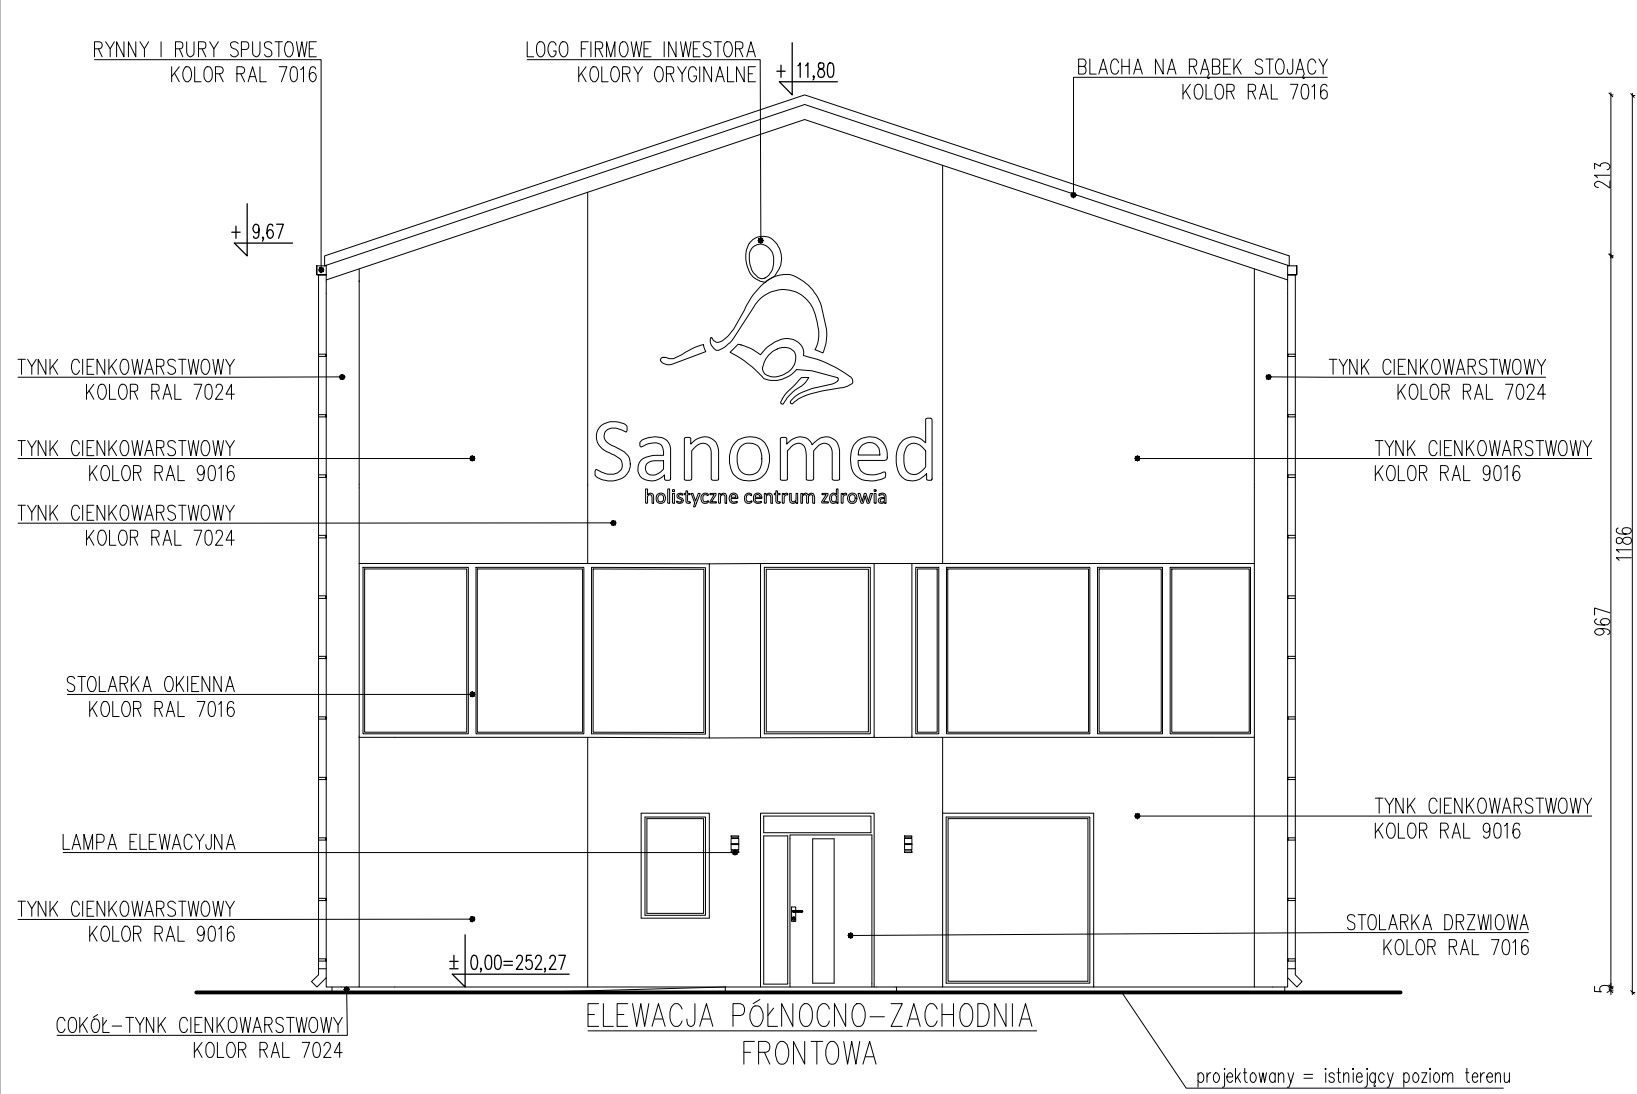 RYNNY I RURY SPUSTOWE
KOLOR RAL 7016
LOGO FIRMOWE INWESTORA
KOLORY ORYGINALNE
+ 11,80
BLACHA NA RĄBEK STOJĄCY
KOLOR RAL 7016
213
+ 9,67
TYNK CIENKOWARSTWOWY
KOLOR RAL 7024
TYNK CIENKOWARSTWOWY
KOLOR RAL 7024
TYNK CIENKOWARSTWOWY
KOLOR RAL 9016
Sanomed
holistyczne centrum zdrowia
TYNK CIENKOWARSTWOWY
KOLOR RAL 9016
TYNK CIENKOWARSTWOWY
KOLOR RAL 7024
1186
967
STOLARKA OKIENNA
KOLOR RAL 7016
TYNK CIENKOWARSTWOWY
KOLOR RAL 9016
LAMPA ELEWACYJNA
TYNK CIENKOWARSTWOWY
KOLOR RAL 9016
STOLARKA DRZWIOWA
KOLOR RAL 7016
± 0,00=252,27
5
COKÓŁ-TYNK CIENKOWARSTWOWY
KOLOR RAL 7024
ELEWACJA PÓŁNOCNO-ZACHODNIA
FRONTOWA
projektowany = istniejący poziom terenu